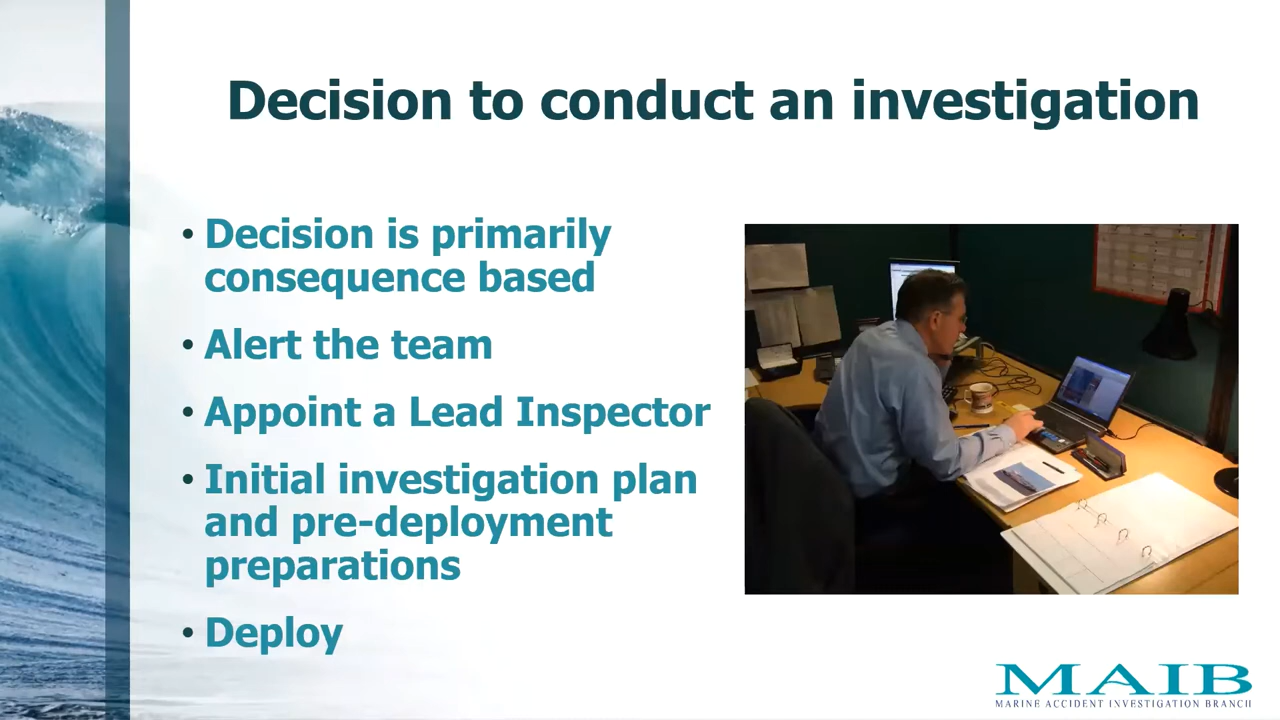 Decision to conduct an investigation
• Decision is primarily
consequence based
• Alert the team
• Appoint a Lead Inspector
• Initial investigation plan
and pre-deployment
preparations
• Deploy
MAIB
MARINE ACCIDENT INVESTIGATION BRANCH